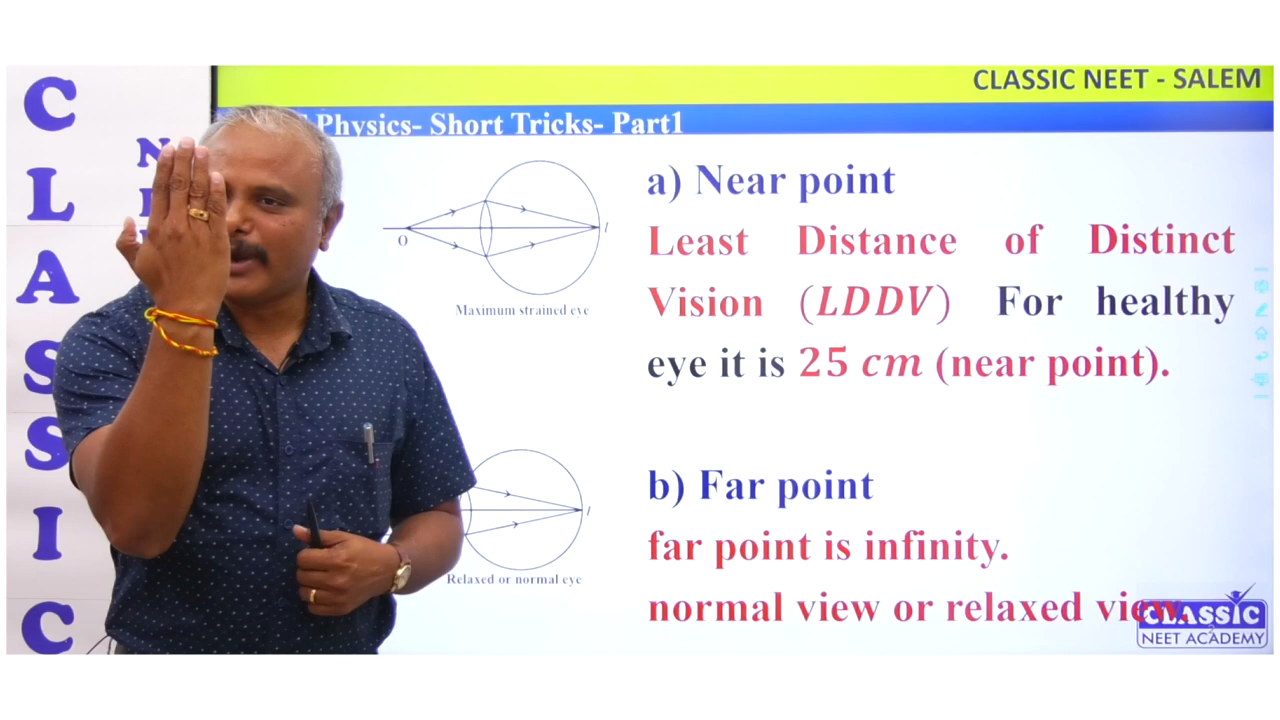 CLASSIC NEET - SALEM
Physics- Short Tricks- Part1
CLASSIC
O
I
Maximum strained eye
a) Near point
Least Distance of Distinct
Vision (LDDV) For healthy
eye it is 25 cm (near point).
I
Relaxed or normal eye
b) Far point
far point is infinity.
normal view or relaxed view.
CLASSIC
NEET ACADEMY